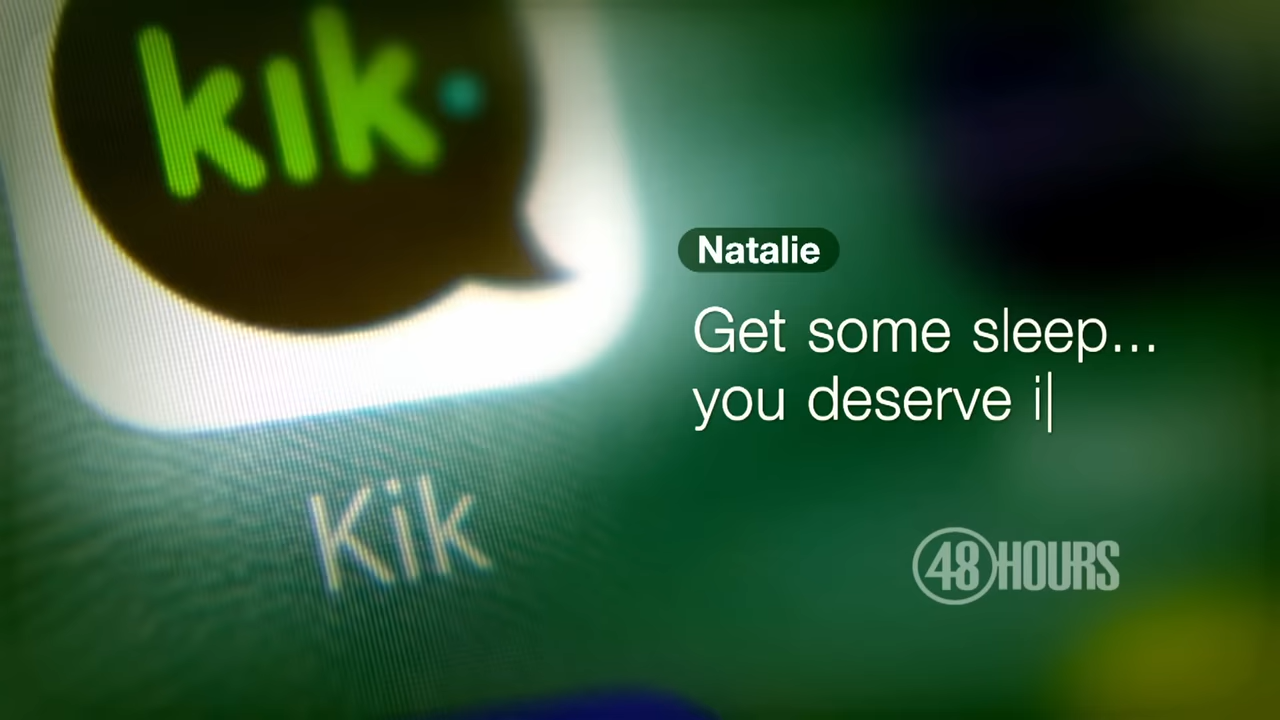 kik.
Kik
Natalie
Get some sleep...
you deserve i
48 HOURS